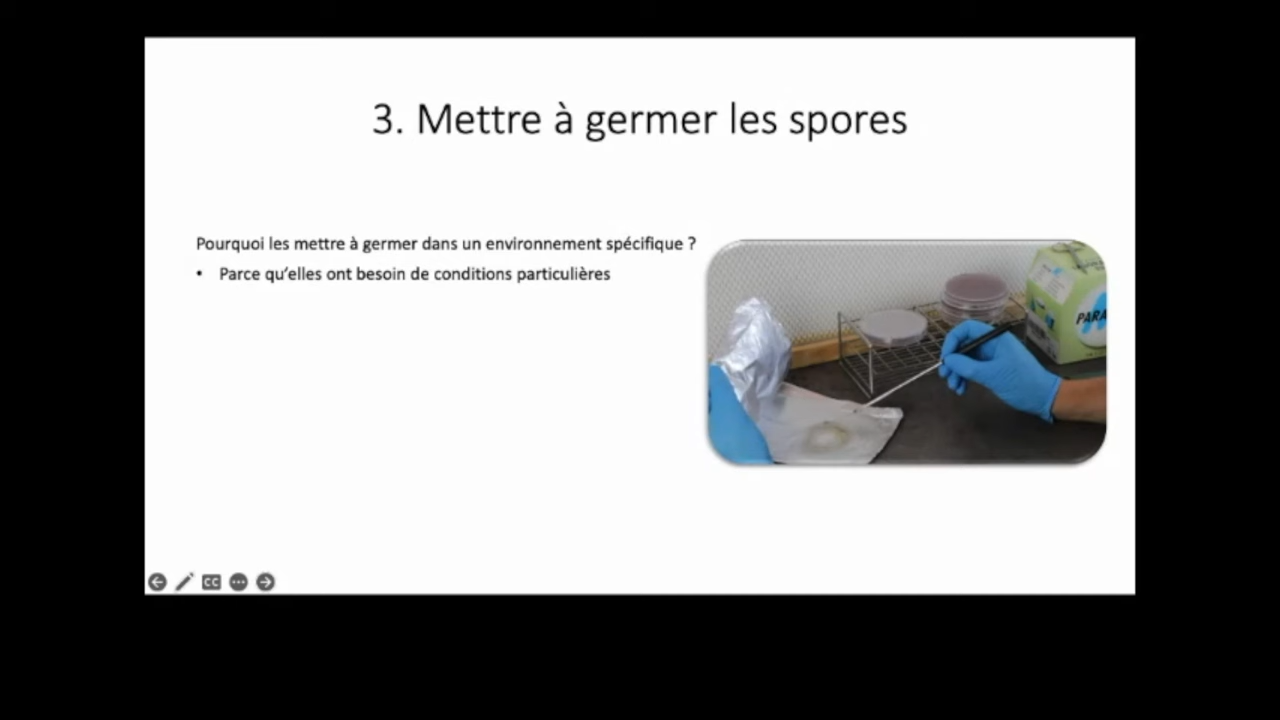 3. Mettre à germer les spores
Pourquoi les mettre à germer dans un environnement spécifique ?
• Parce qu'elles ont besoin de conditions particulières
PARA
CC